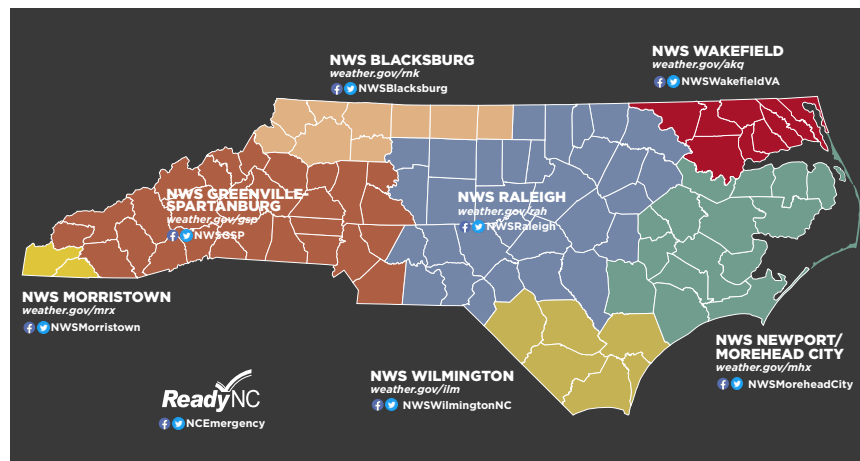 NWS BLACKSBURG
weather.gov/rnk
NWSBlacksburg
NWS WAKEFIELD
weather.gov/akq
NWSWakefieldVA
NWS GREENVILLE-
SPARTANBURG
weather.gov/gsp
NWSGSP
NWS RALEIGH
weather.gov/rah
NWSRaleigh
NWS MORRISTOWN
weather.gov/mrx
NWSMorristown
NWS NEWPORT/
MOREHEAD CITY
weather.gov/mhx
NWSMoreheadCity
NWS WILMINGTON
weather.gov/ilm
NWSWilmingtonNC
ReadyNC
NCEmergency